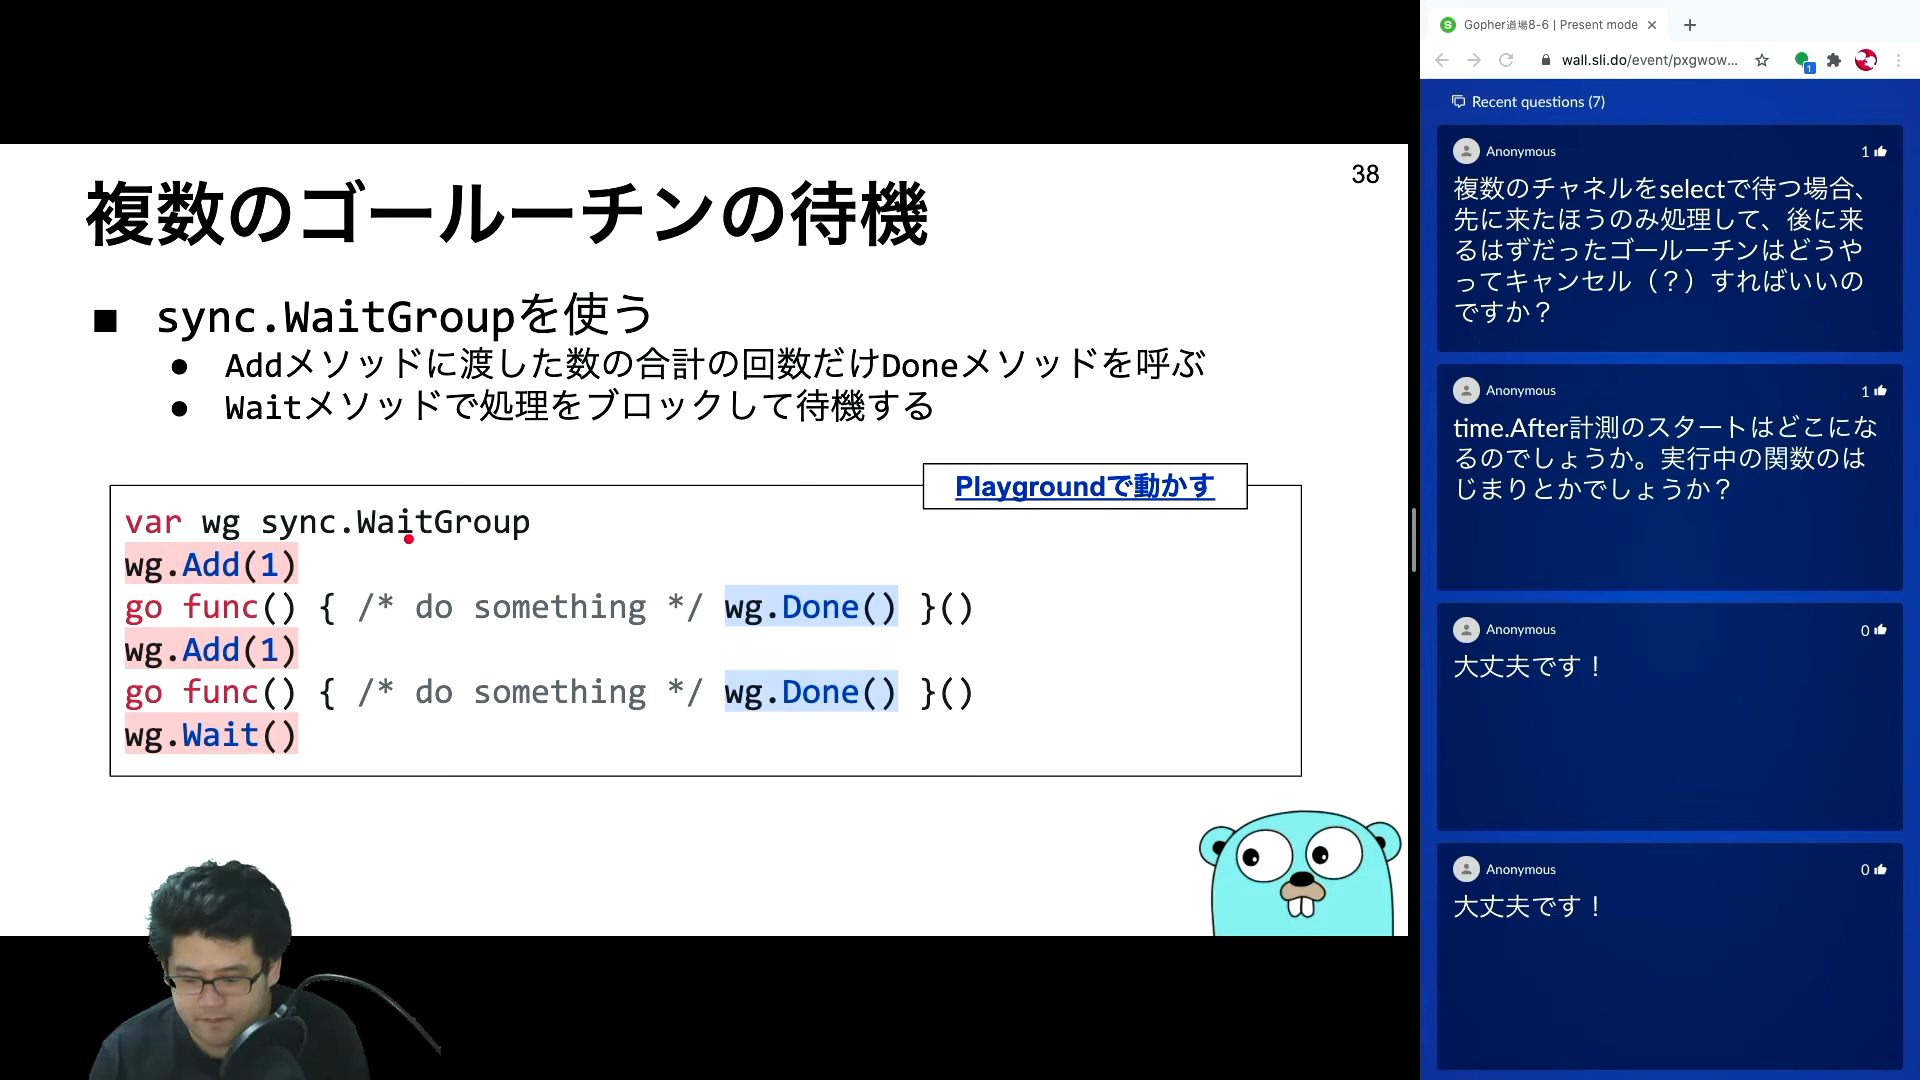 38
複数のゴールーチンの待機
■ sync.WaitGroupを使う
● Addメソッドに渡した数の合計の回数だけDoneメソッドを呼ぶ
● Waitメソッドで処理をブロックして待機する
Playgroundで動かす
var wg sync.WaitGroup
wg.Add(1)
go func() { /* do something */ wg.Done() }()
wg.Add(1)
go func() { /* do something */ wg.Done() }()
wg.Wait()
Gopher道場8-6 | Present mode
wall.sli.do/event/pxgwow...
1
Recent questions (7)
Anonymous
1
複数のチャネルをselectで待つ場合、
先に来たほうのみ処理して、後に来
るはずだったゴールーチンはどうや
ってキャンセル（？）すればいいの
ですか？
Anonymous
1
time.After計測のスタートはどこにな
るのでしょうか。実行中の関数のは
じまりとかでしょうか？
Anonymous
0
大丈夫です！
Anonymous
0
大丈夫です！